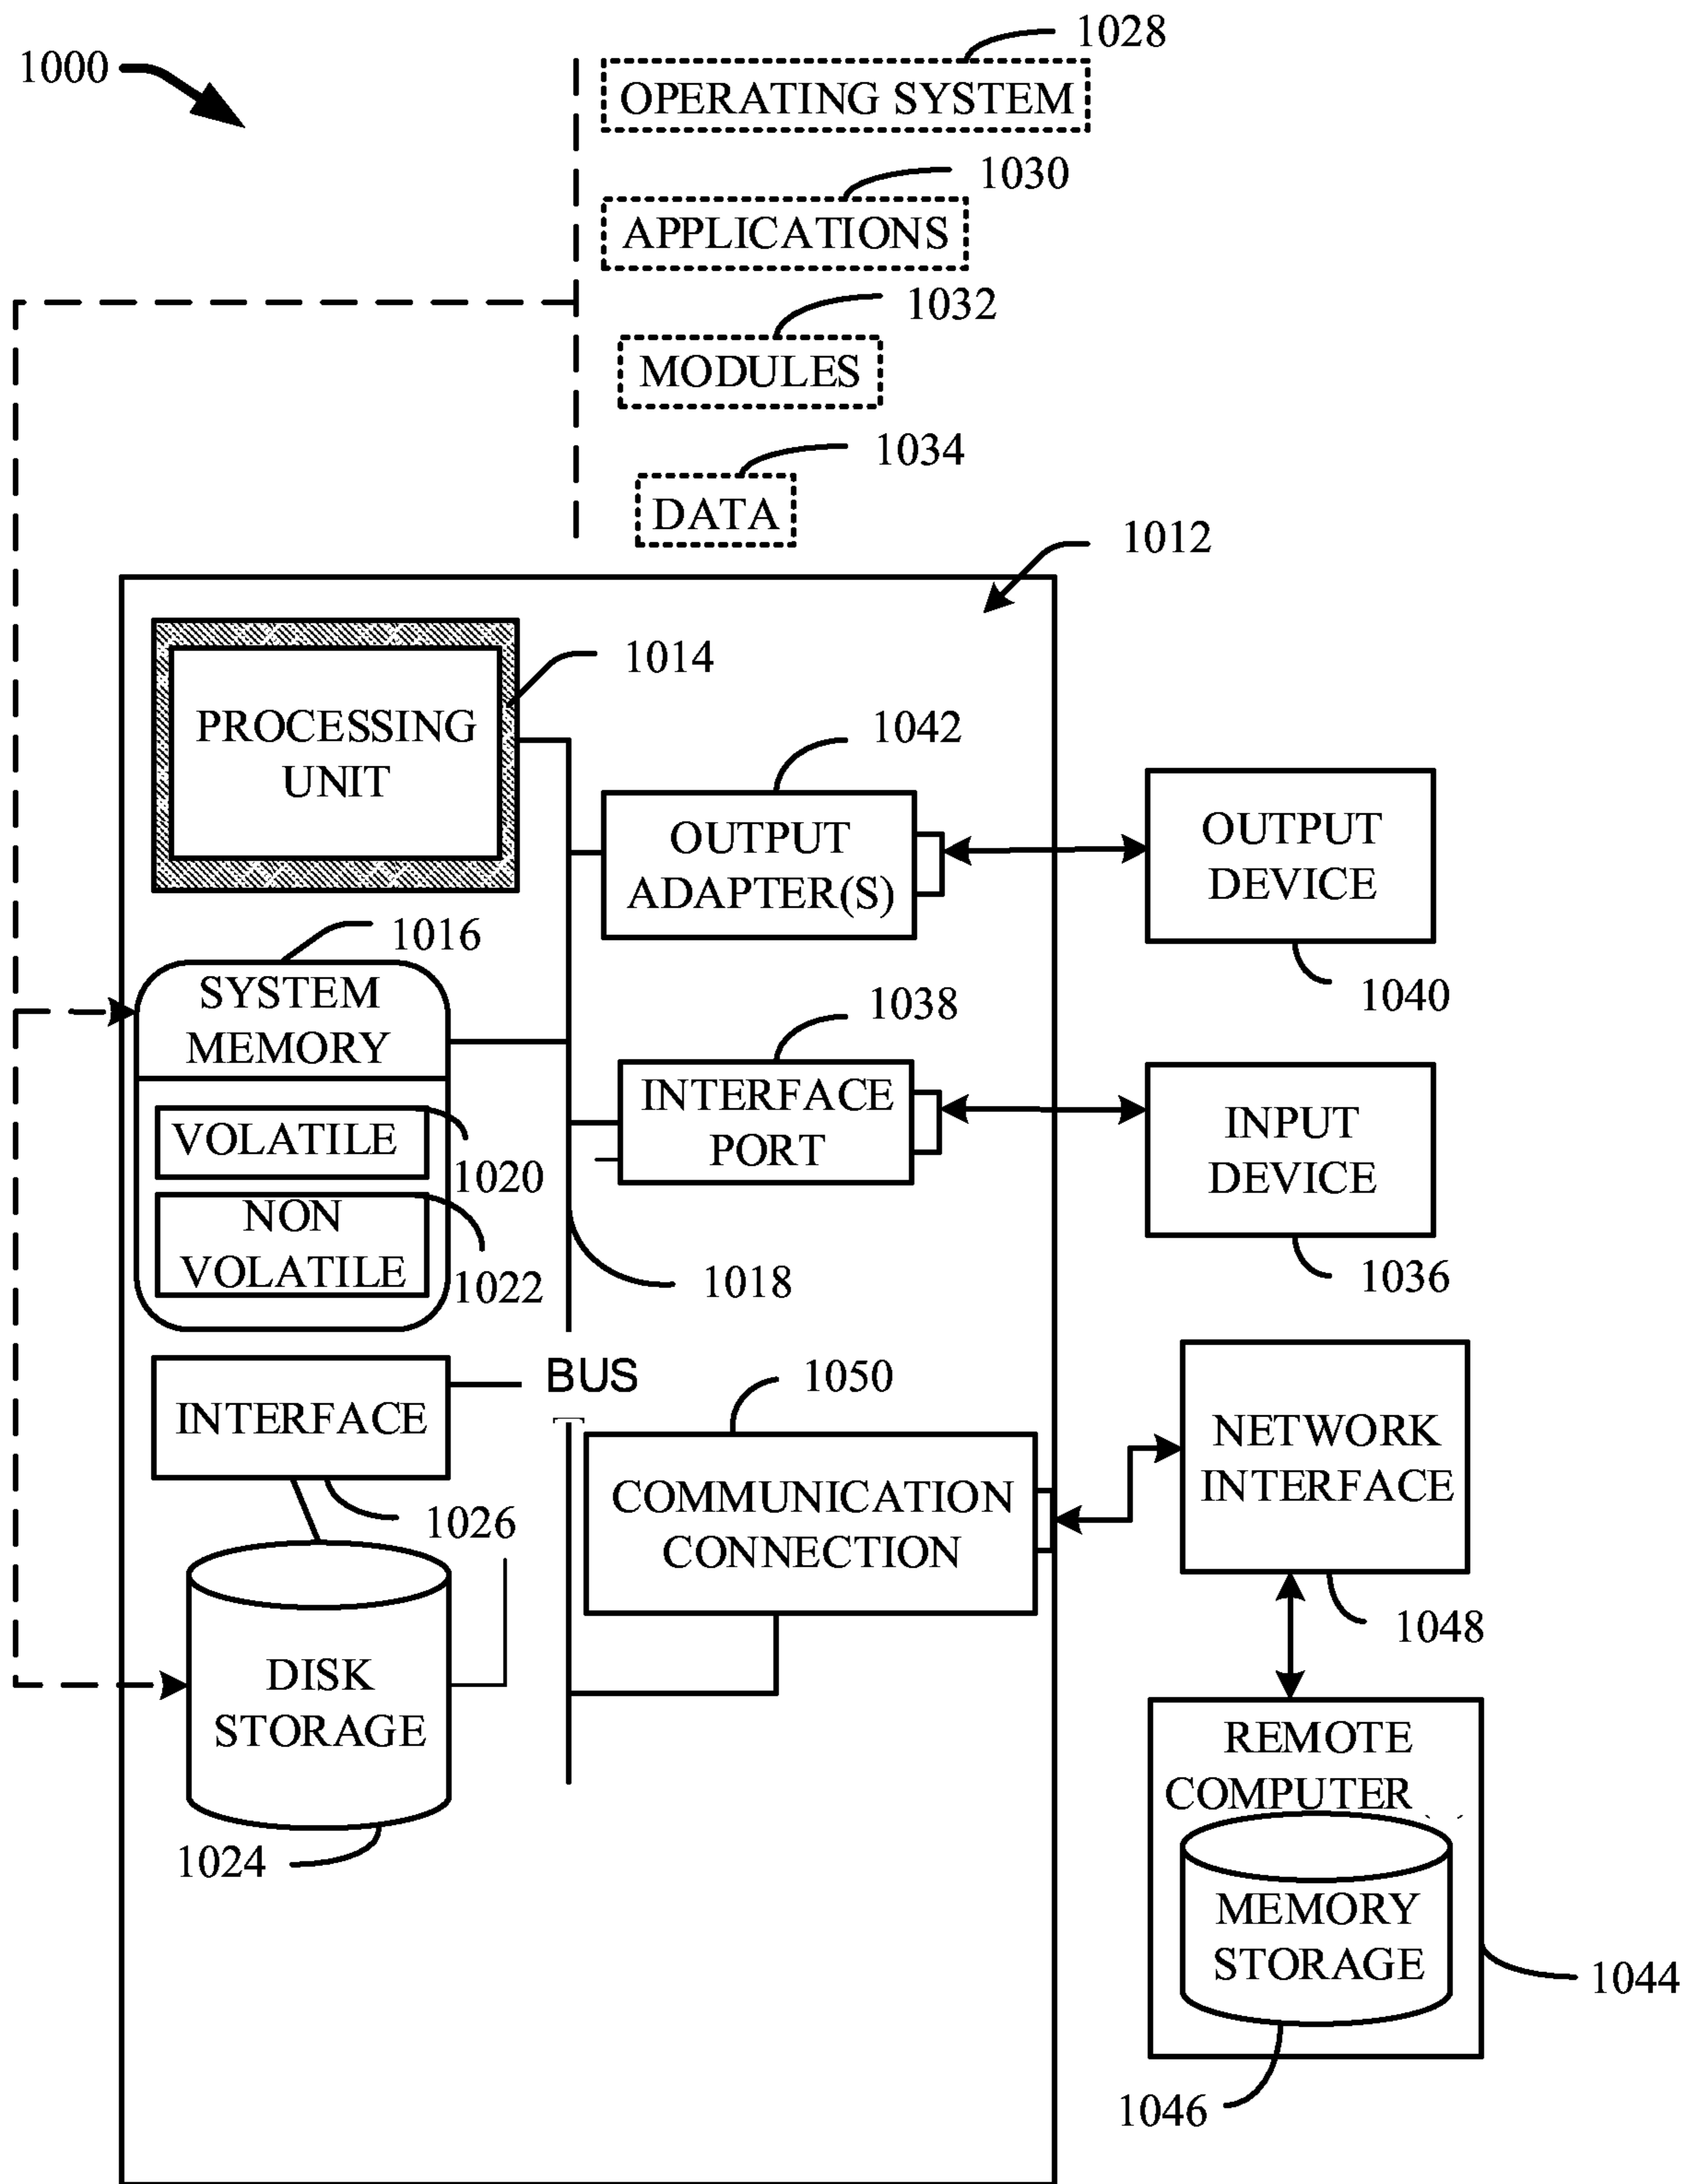 1000
1028
OPERATING SYSTEM
1030
APPLICATIONS
1032
MODULES
1034
DATA
1012
PROCESSING
UNIT
1014
1042
OUTPUT
ADAPTER(S)
OUTPUT
DEVICE
1040
1016
SYSTEM
MEMORY
VOLATILE
1020
NON
VOLATILE
1022
1038
INTERFACE
PORT
INPUT
DEVICE
1036
1018
INTERFACE
BUS
1026
1050
COMMUNICATION
CONNECTION
NETWORK
INTERFACE
1048
DISK
STORAGE
1024
REMOTE
COMPUTER
MEMORY
STORAGE
1044
1046